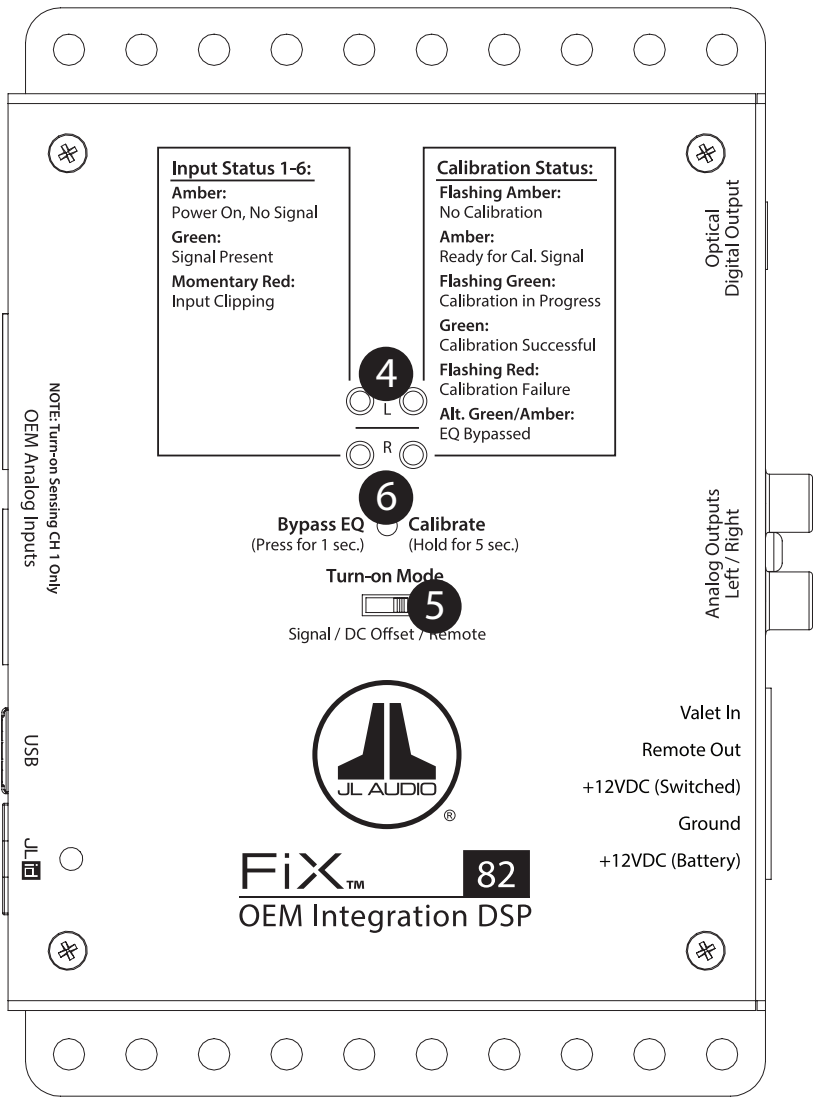 Input Status 1-6:
Amber:
Power On, No Signal
Green:
Signal Present
Momentary Red:
Input Clipping
Calibration Status:
Flashing Amber:
No Calibration
Amber:
Ready for Cal. Signal
Flashing Green:
Calibration in Progress
Green:
Calibration Successful
Flashing Red:
Calibration Failure
Alt. Green/Amber:
EQ Bypassed
4
L
R
6
Bypass EQ
(Press for 1 sec.)
Calibrate
(Hold for 5 sec.)
Turn-on Mode
5
Signal / DC Offset / Remote
NOTE: Turn-on Sensing CH 1 Only
OEM Analog Inputs
USB
JLid
Optical
Digital Output
Analog Outputs
Left / Right
Valet In
Remote Out
+12VDC (Switched)
Ground
+12VDC (Battery)
JL AUDIO
®
FiX™ 82
OEM Integration DSP